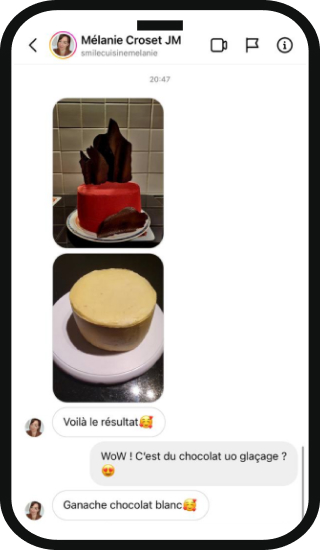 Mélanie Croset JM
smilecuisinemelanie
20:47
Voilà le résultat🥰
WoW ! C'est du chocolat uo glaçage ?
😍
Ganache chocolat blanc🥰